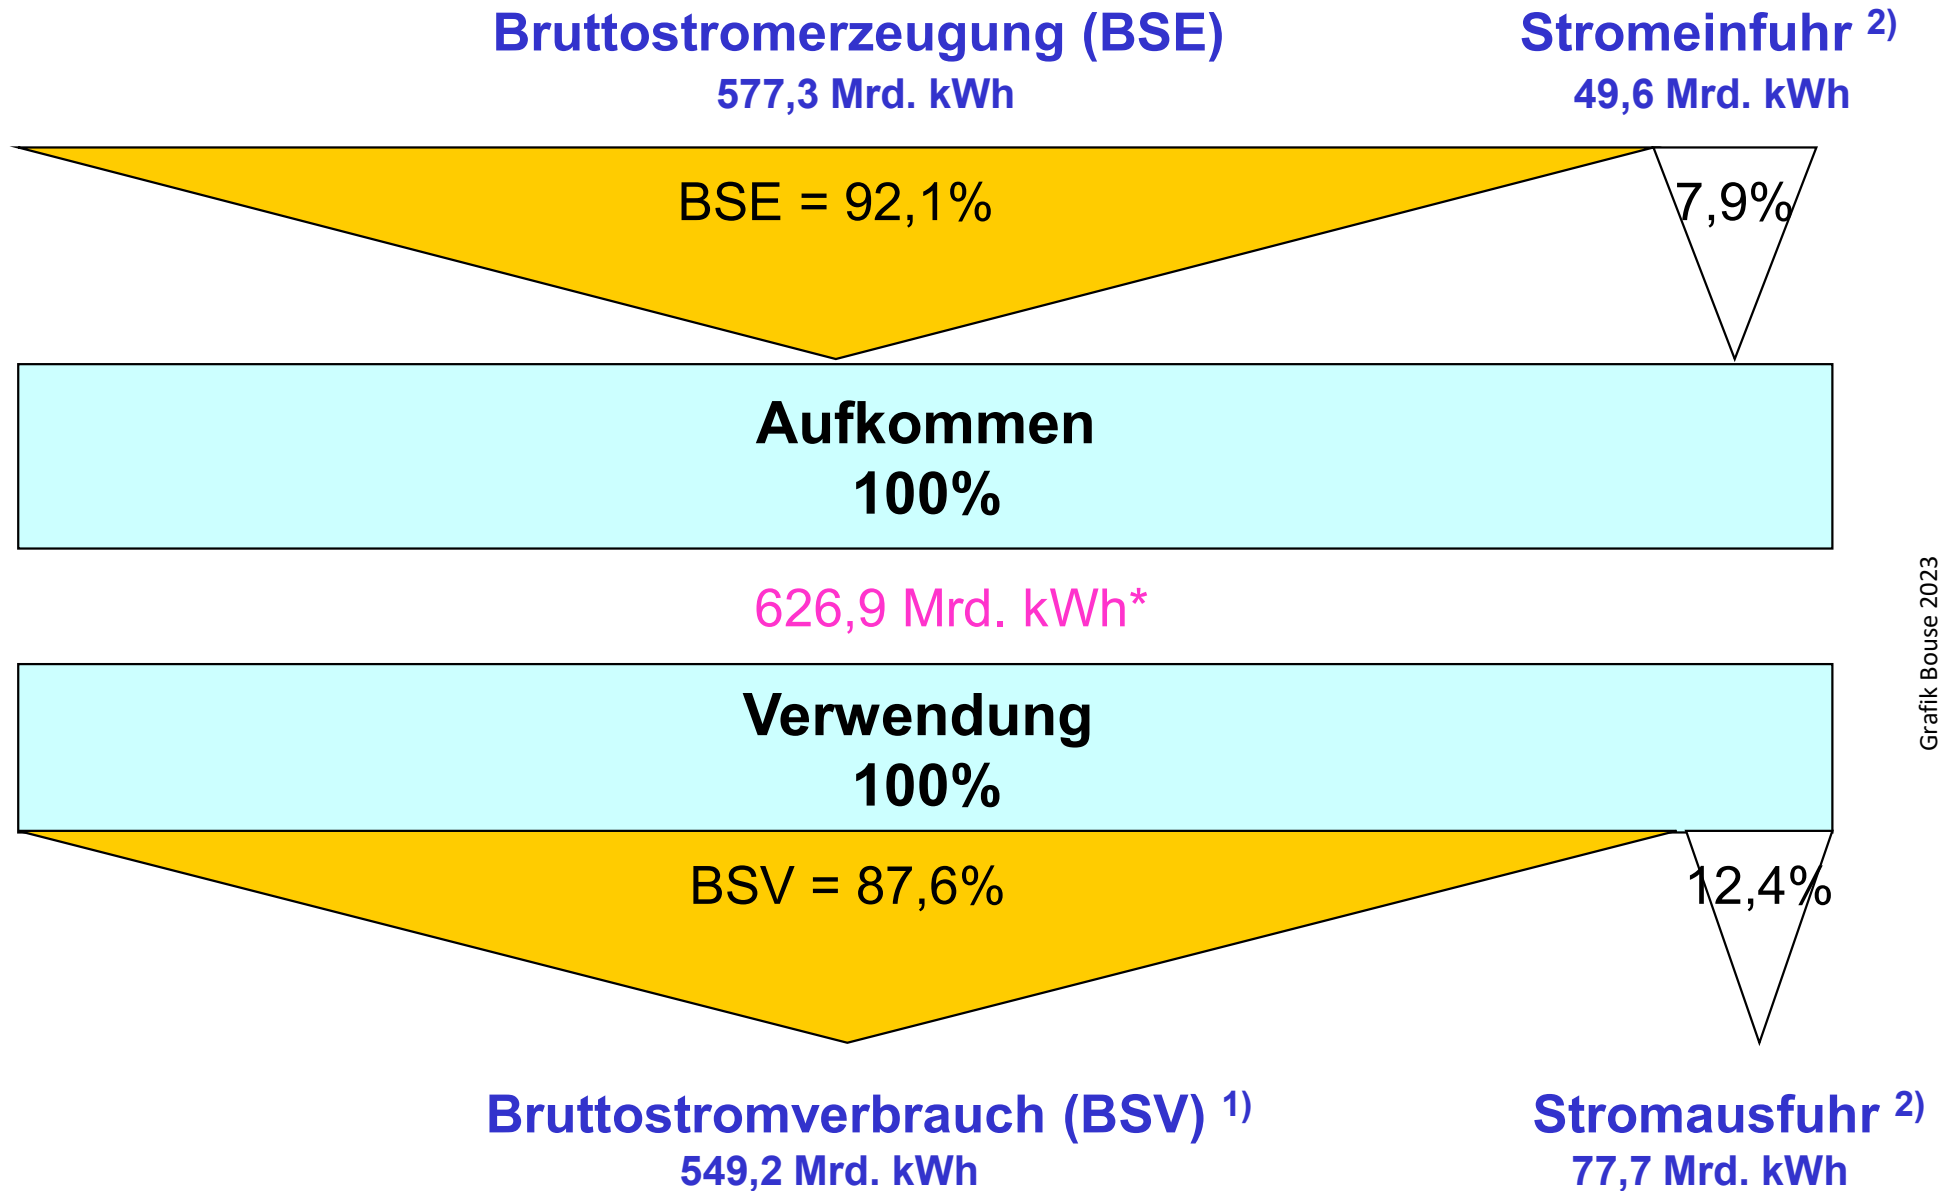 Bruttostromerzeugung (BSE)
577,3 Mrd. kWh
Stromeinfuhr 2)
49,6 Mrd. kWh
BSE = 92,1%
7,9%
Aufkommen
100%
626,9 Mrd. kWh*
Verwendung
100%
BSV = 87,6%
12,4%
Bruttostromverbrauch (BSV) 1)
549,2 Mrd. kWh
Stromausfuhr 2)
77,7 Mrd. kWh
Grafik Bouse 2023